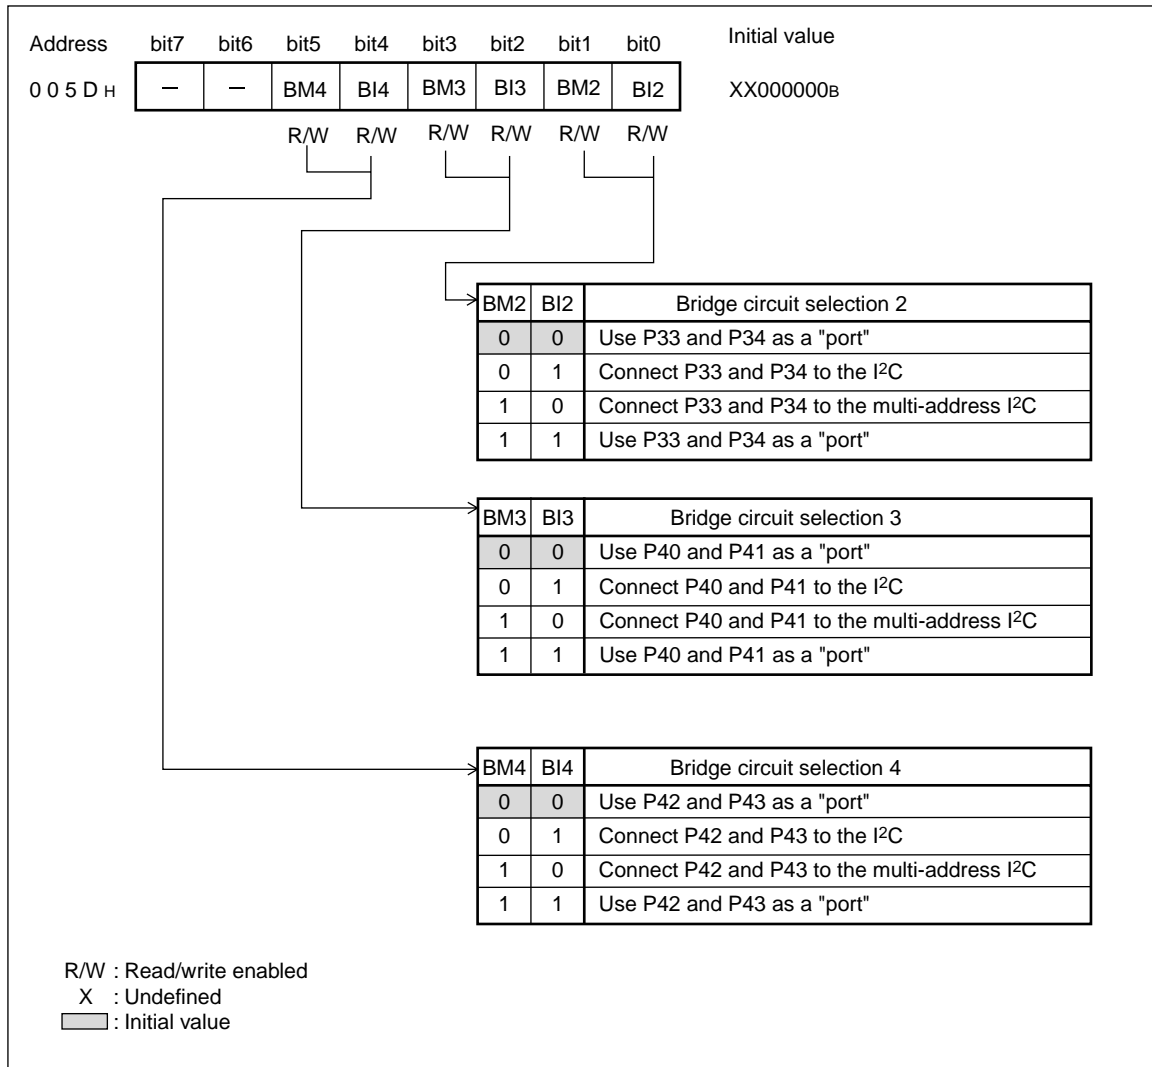 Address bit7 bit6 bit5 bit4 bit3 bit2 bit1 bit0 Initial value
0 0 5 D H — — BM4 BI4 BM3 BI3 BM2 BI2 XX000000B
R/W R/W R/W R/W R/W R/W
BM2 BI2 Bridge circuit selection 2
0 0 Use P33 and P34 as a "port"
0 1 Connect P33 and P34 to the I2C
1 0 Connect P33 and P34 to the multi-address I2C
1 1 Use P33 and P34 as a "port"
BM3 BI3 Bridge circuit selection 3
0 0 Use P40 and P41 as a "port"
0 1 Connect P40 and P41 to the I2C
1 0 Connect P40 and P41 to the multi-address I2C
1 1 Use P40 and P41 as a "port"
BM4 BI4 Bridge circuit selection 4
0 0 Use P42 and P43 as a "port"
0 1 Connect P42 and P43 to the I2C
1 0 Connect P42 and P43 to the multi-address I2C
1 1 Use P42 and P43 as a "port"
R/W : Read/write enabled
X : Undefined
: Initial value